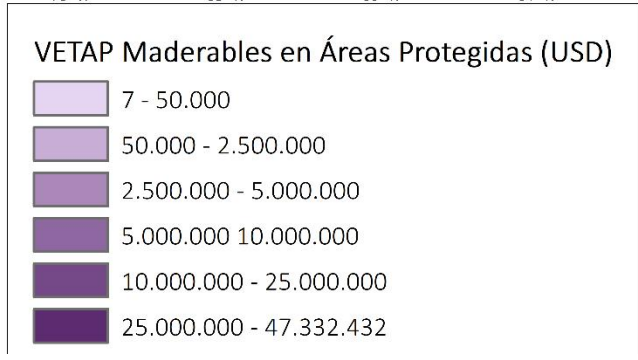 VETAP Maderables en Áreas Protegidas (USD)
7 - 50.000
50.000 - 2.500.000
2.500.000 - 5.000.000
5.000.000 10.000.000
10.000.000 - 25.000.000
25.000.000 - 47.332.432